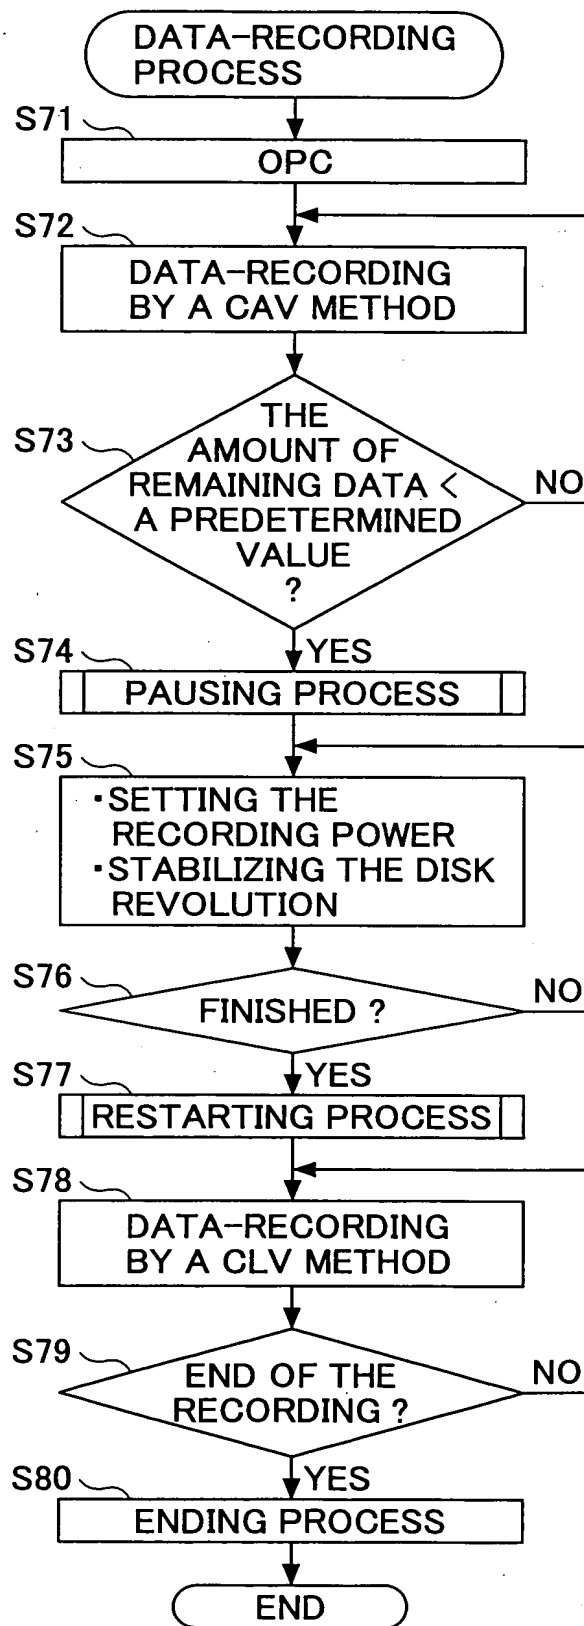 DATA-RECORDING
PROCESS
S71
OPC
S72
DATA-RECORDING
BY A CAV METHOD
S73
THE
AMOUNT OF
REMAINING DATA <
A PREDETERMINED
VALUE
?
NO
YES
S74
PAUSING PROCESS
S75
・SETTING THE
RECORDING POWER
・STABILIZING THE DISK
REVOLUTION
S76
FINISHED ?
NO
YES
S77
RESTARTING PROCESS
S78
DATA-RECORDING
BY A CLV METHOD
S79
END OF THE
RECORDING ?
NO
YES
S80
ENDING PROCESS
END